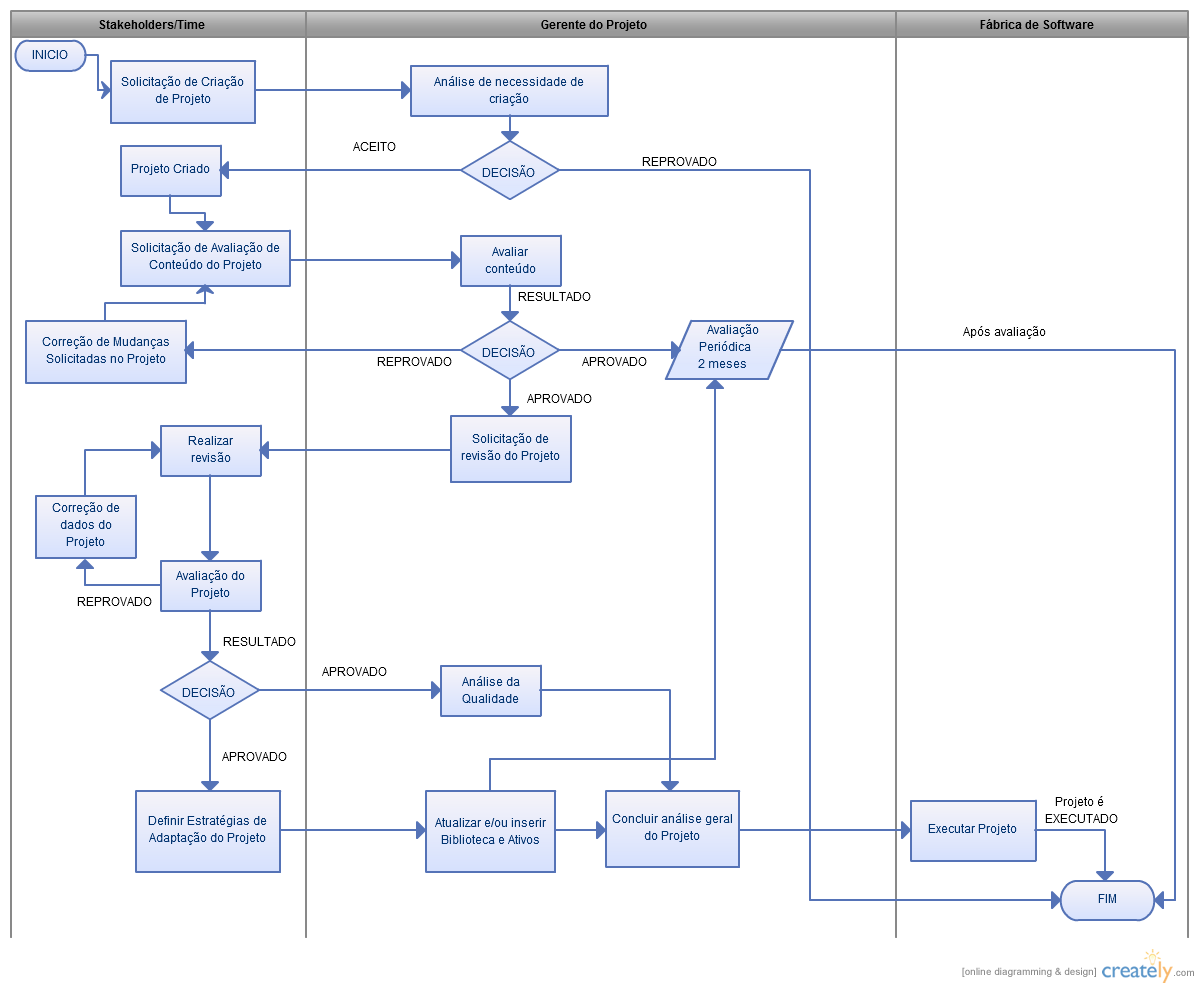 Stakeholders/Time
Gerente do Projeto
Fábrica de Software
INICIO
Solicitação de Criação
de Projeto
Análise de necessidade de
criação
ACEITO
DECISÃO
REPROVADO
Projeto Criado
Solicitação de Avaliação de
Conteúdo do Projeto
Avaliar
conteúdo
RESULTADO
Correção de Mudanças
Solicitadas no Projeto
REPROVADO
DECISÃO
APROVADO
Avaliação
Periódica
2 meses
Após avaliação
APROVADO
Solicitação de
revisão do Projeto
Realizar
revisão
Correção de
dados do
Projeto
Avaliação do
Projeto
REPROVADO
RESULTADO
DECISÃO
APROVADO
Análise da
Qualidade
APROVADO
Definir Estratégias de
Adaptação do Projeto
Atualizar e/ou inserir
Biblioteca e Ativos
Concluir análise geral
do Projeto
Executar Projeto
Projeto é
EXECUTADO
FIM
[online diagramming & design] creately.com